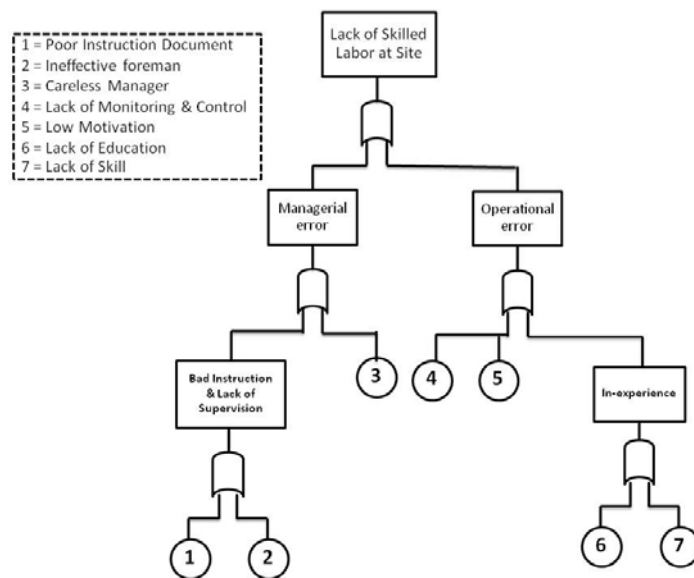 1 = Poor Instruction Document
2 = Ineffective foreman
3 = Careless Manager
4 = Lack of Monitoring & Control
5 = Low Motivation
6 = Lack of Education
7 = Lack of Skill
Lack of Skilled
Labor at Site
Managerial
error
Operational
error
Bad Instruction
& Lack of
Supervision
3
4
5
In-experience
1
2
6
7